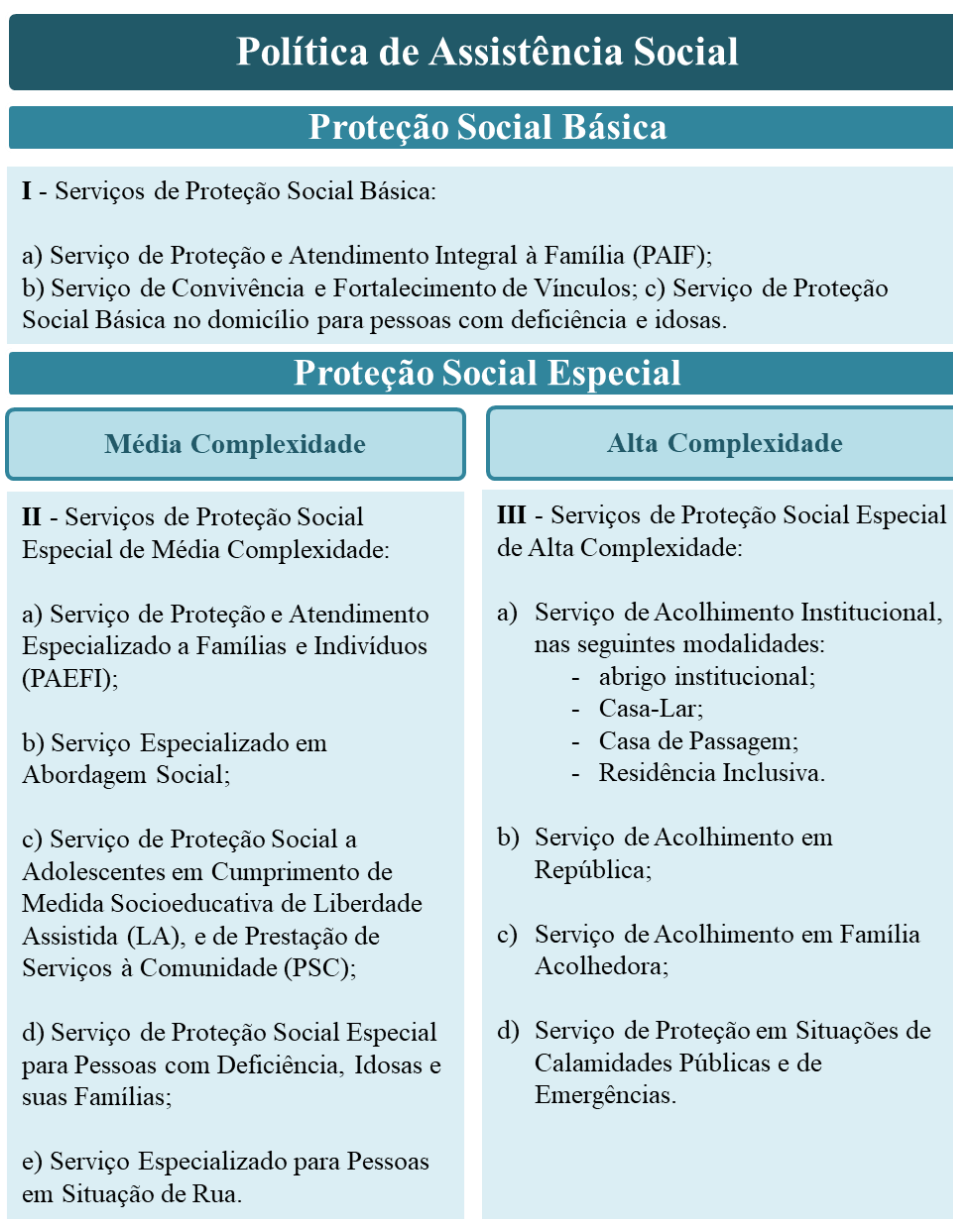 Política de Assistência Social
Proteção Social Básica
I - Serviços de Proteção Social Básica:
a) Serviço de Proteção e Atendimento Integral à Família (PAIF);
b) Serviço de Convivência e Fortalecimento de Vínculos; c) Serviço de Proteção
Social Básica no domicílio para pessoas com deficiência e idosas.
Proteção Social Especial
Média Complexidade
II - Serviços de Proteção Social
Especial de Média Complexidade:
a) Serviço de Proteção e Atendimento
Especializado a Famílias e Indivíduos
(PAEFI);
b) Serviço Especializado em
Abordagem Social;
c) Serviço de Proteção Social a
Adolescentes em Cumprimento de
Medida Socioeducativa de Liberdade
Assistida (LA), e de Prestação de
Serviços à Comunidade (PSC);
d) Serviço de Proteção Social Especial
para Pessoas com Deficiência, Idosas e
suas Famílias;
e) Serviço Especializado para Pessoas
em Situação de Rua.
Alta Complexidade
III - Serviços de Proteção Social Especial
de Alta Complexidade:
a) Serviço de Acolhimento Institucional,
nas seguintes modalidades:
- abrigo institucional;
- Casa-Lar;
- Casa de Passagem;
- Residência Inclusiva.
b) Serviço de Acolhimento em
República;
c) Serviço de Acolhimento em Família
Acolhedora;
d) Serviço de Proteção em Situações de
Calamidades Públicas e de
Emergências.